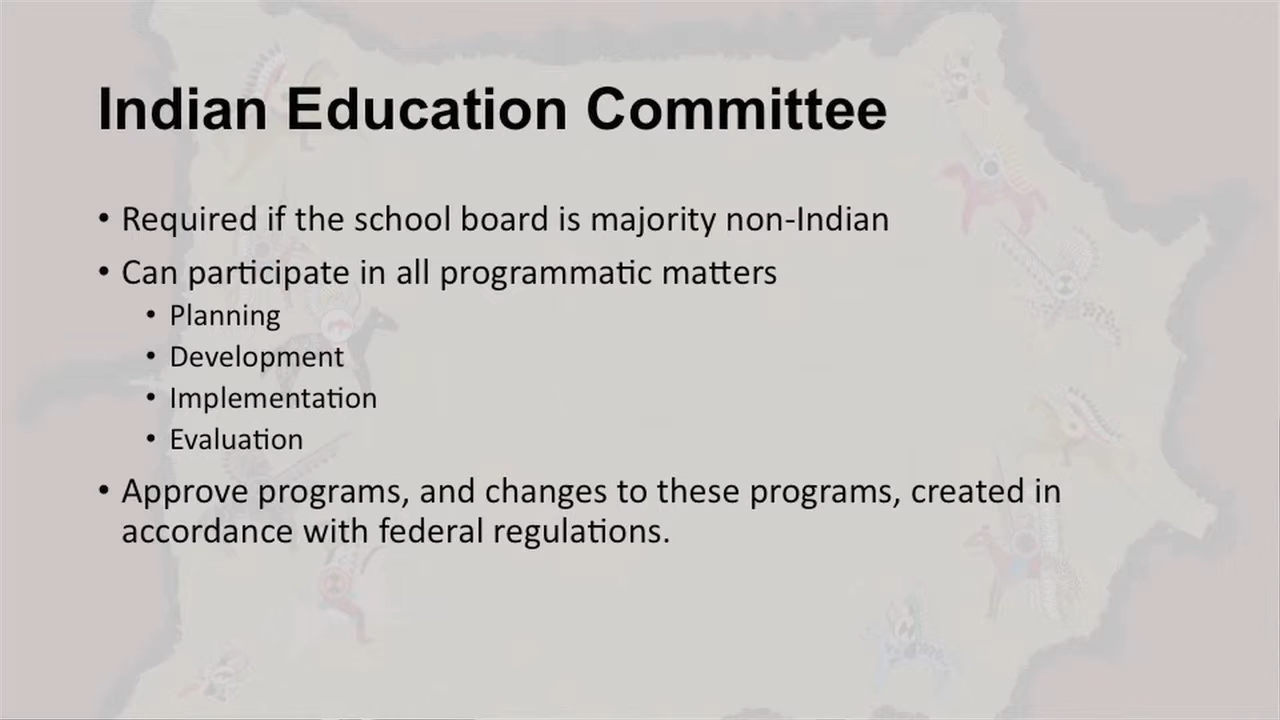 Indian Education Committee
• Required if the school board is majority non-Indian
• Can participate in all programmatic matters
• Planning
• Development
• Implementation
• Evaluation
• Approve programs, and changes to these programs, created in
accordance with federal regulations.